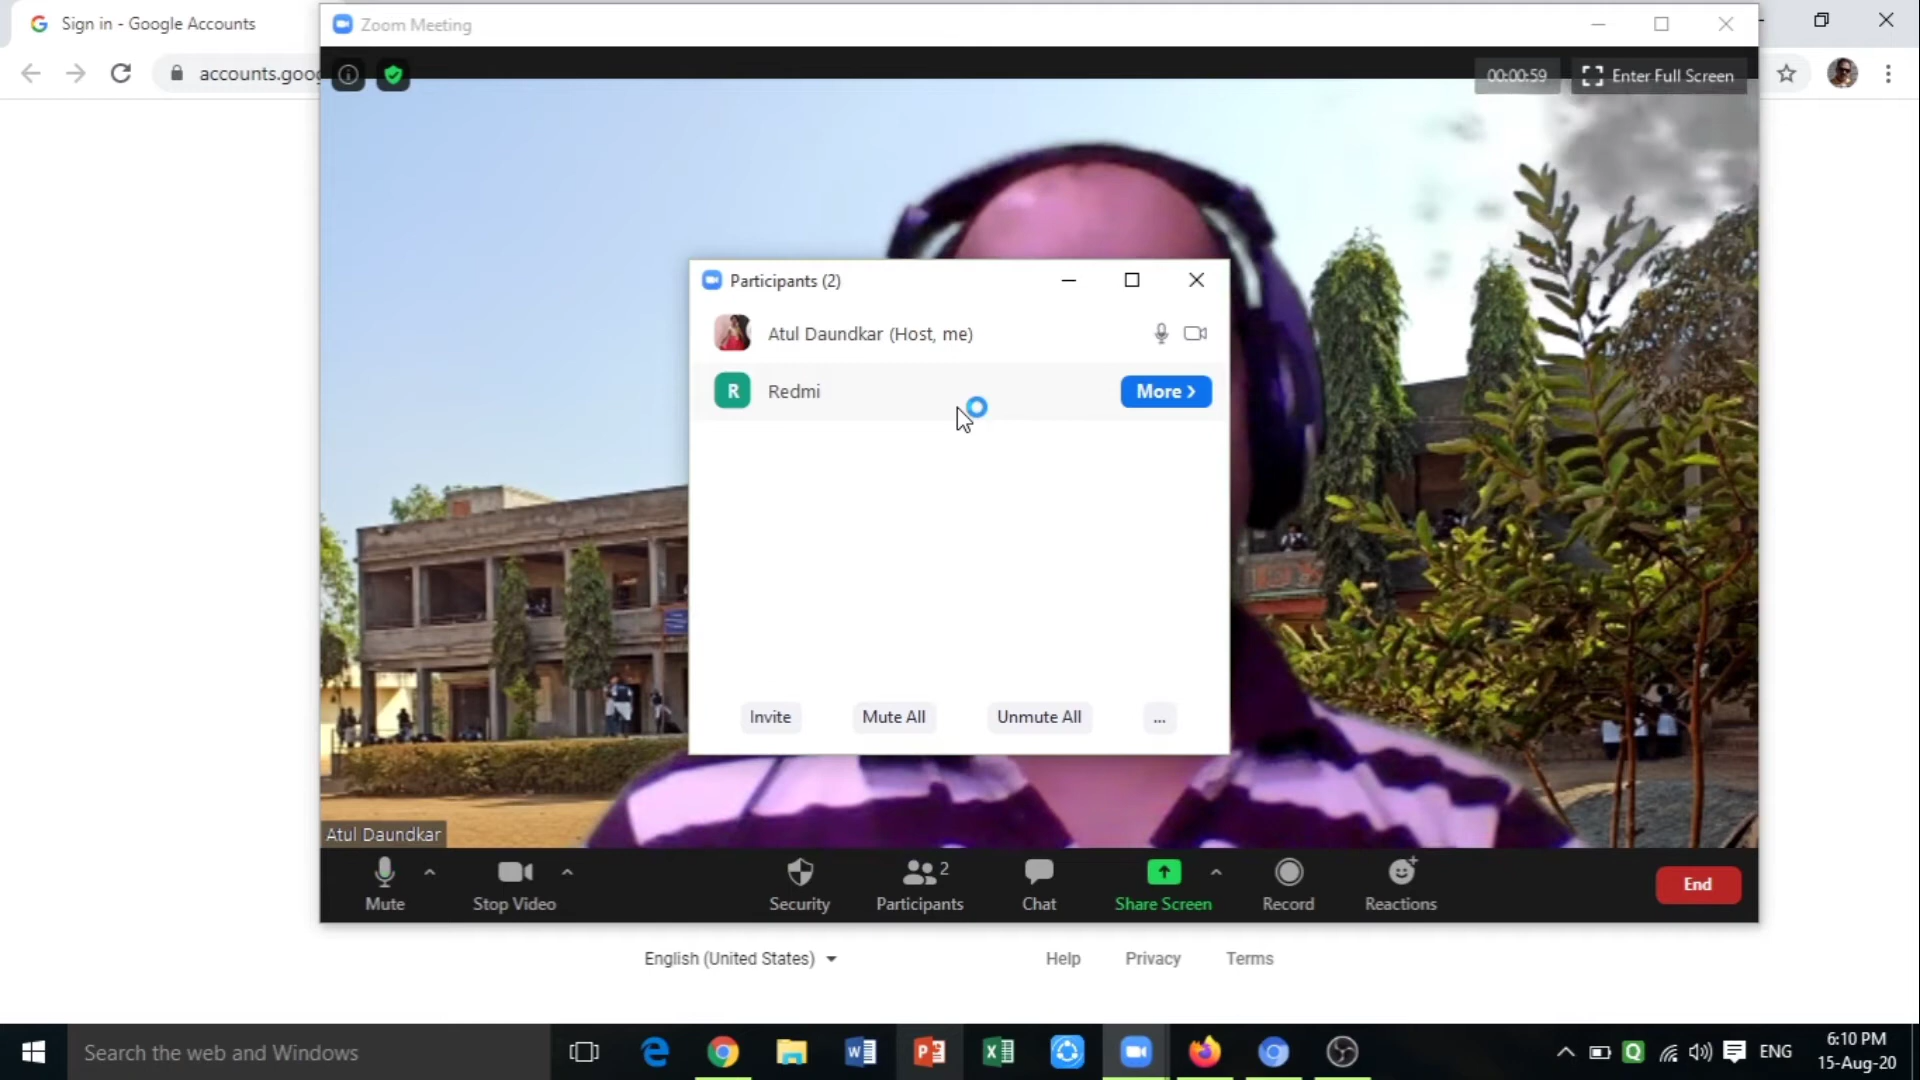 Sign in - Google Accounts
accounts.goo
Zoom Meeting
00:00:59
Enter Full Screen
Participants (2)
Atul Daundkar (Host, me)
R
Redmi
More
Invite
Mute All
Unmute All
...
Atul Daundkar
Mute
Stop Video
Security
Participants
2
Chat
Share Screen
Record
Reactions
End
English (United States)
Help
Privacy
Terms
Search the web and Windows
ENG
6:10 PM
15-Aug-20